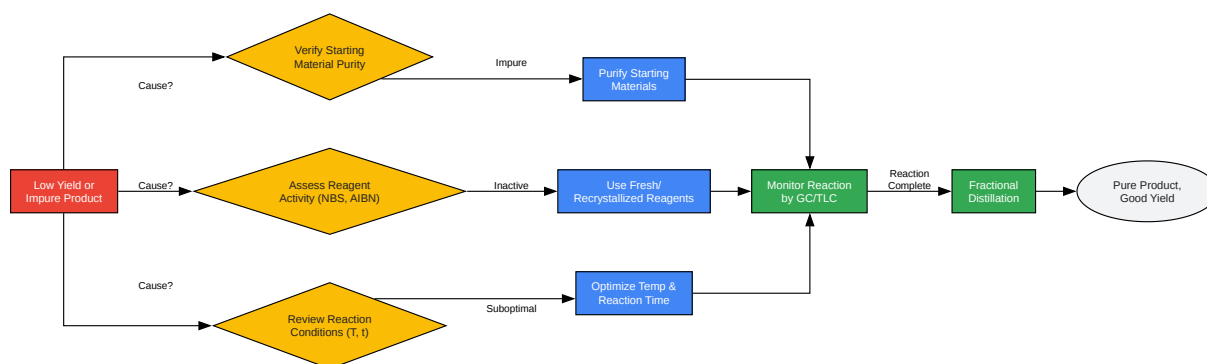 Verify Starting
Material Purity
Cause?
Impure
Purify Starting
Materials
Low Yield or
Impure Product
Cause?
Assess Reagent
Activity (NBS, AIBN)
Inactive
Use Fresh/
Recrystallized Reagents
Monitor Reaction
by GC/TLC
Reaction
Complete
Fractional
Distillation
Pure Product,
Good Yield
Cause?
Review Reaction
Conditions (T, t)
Suboptimal
Optimize Temp &
Reaction Time